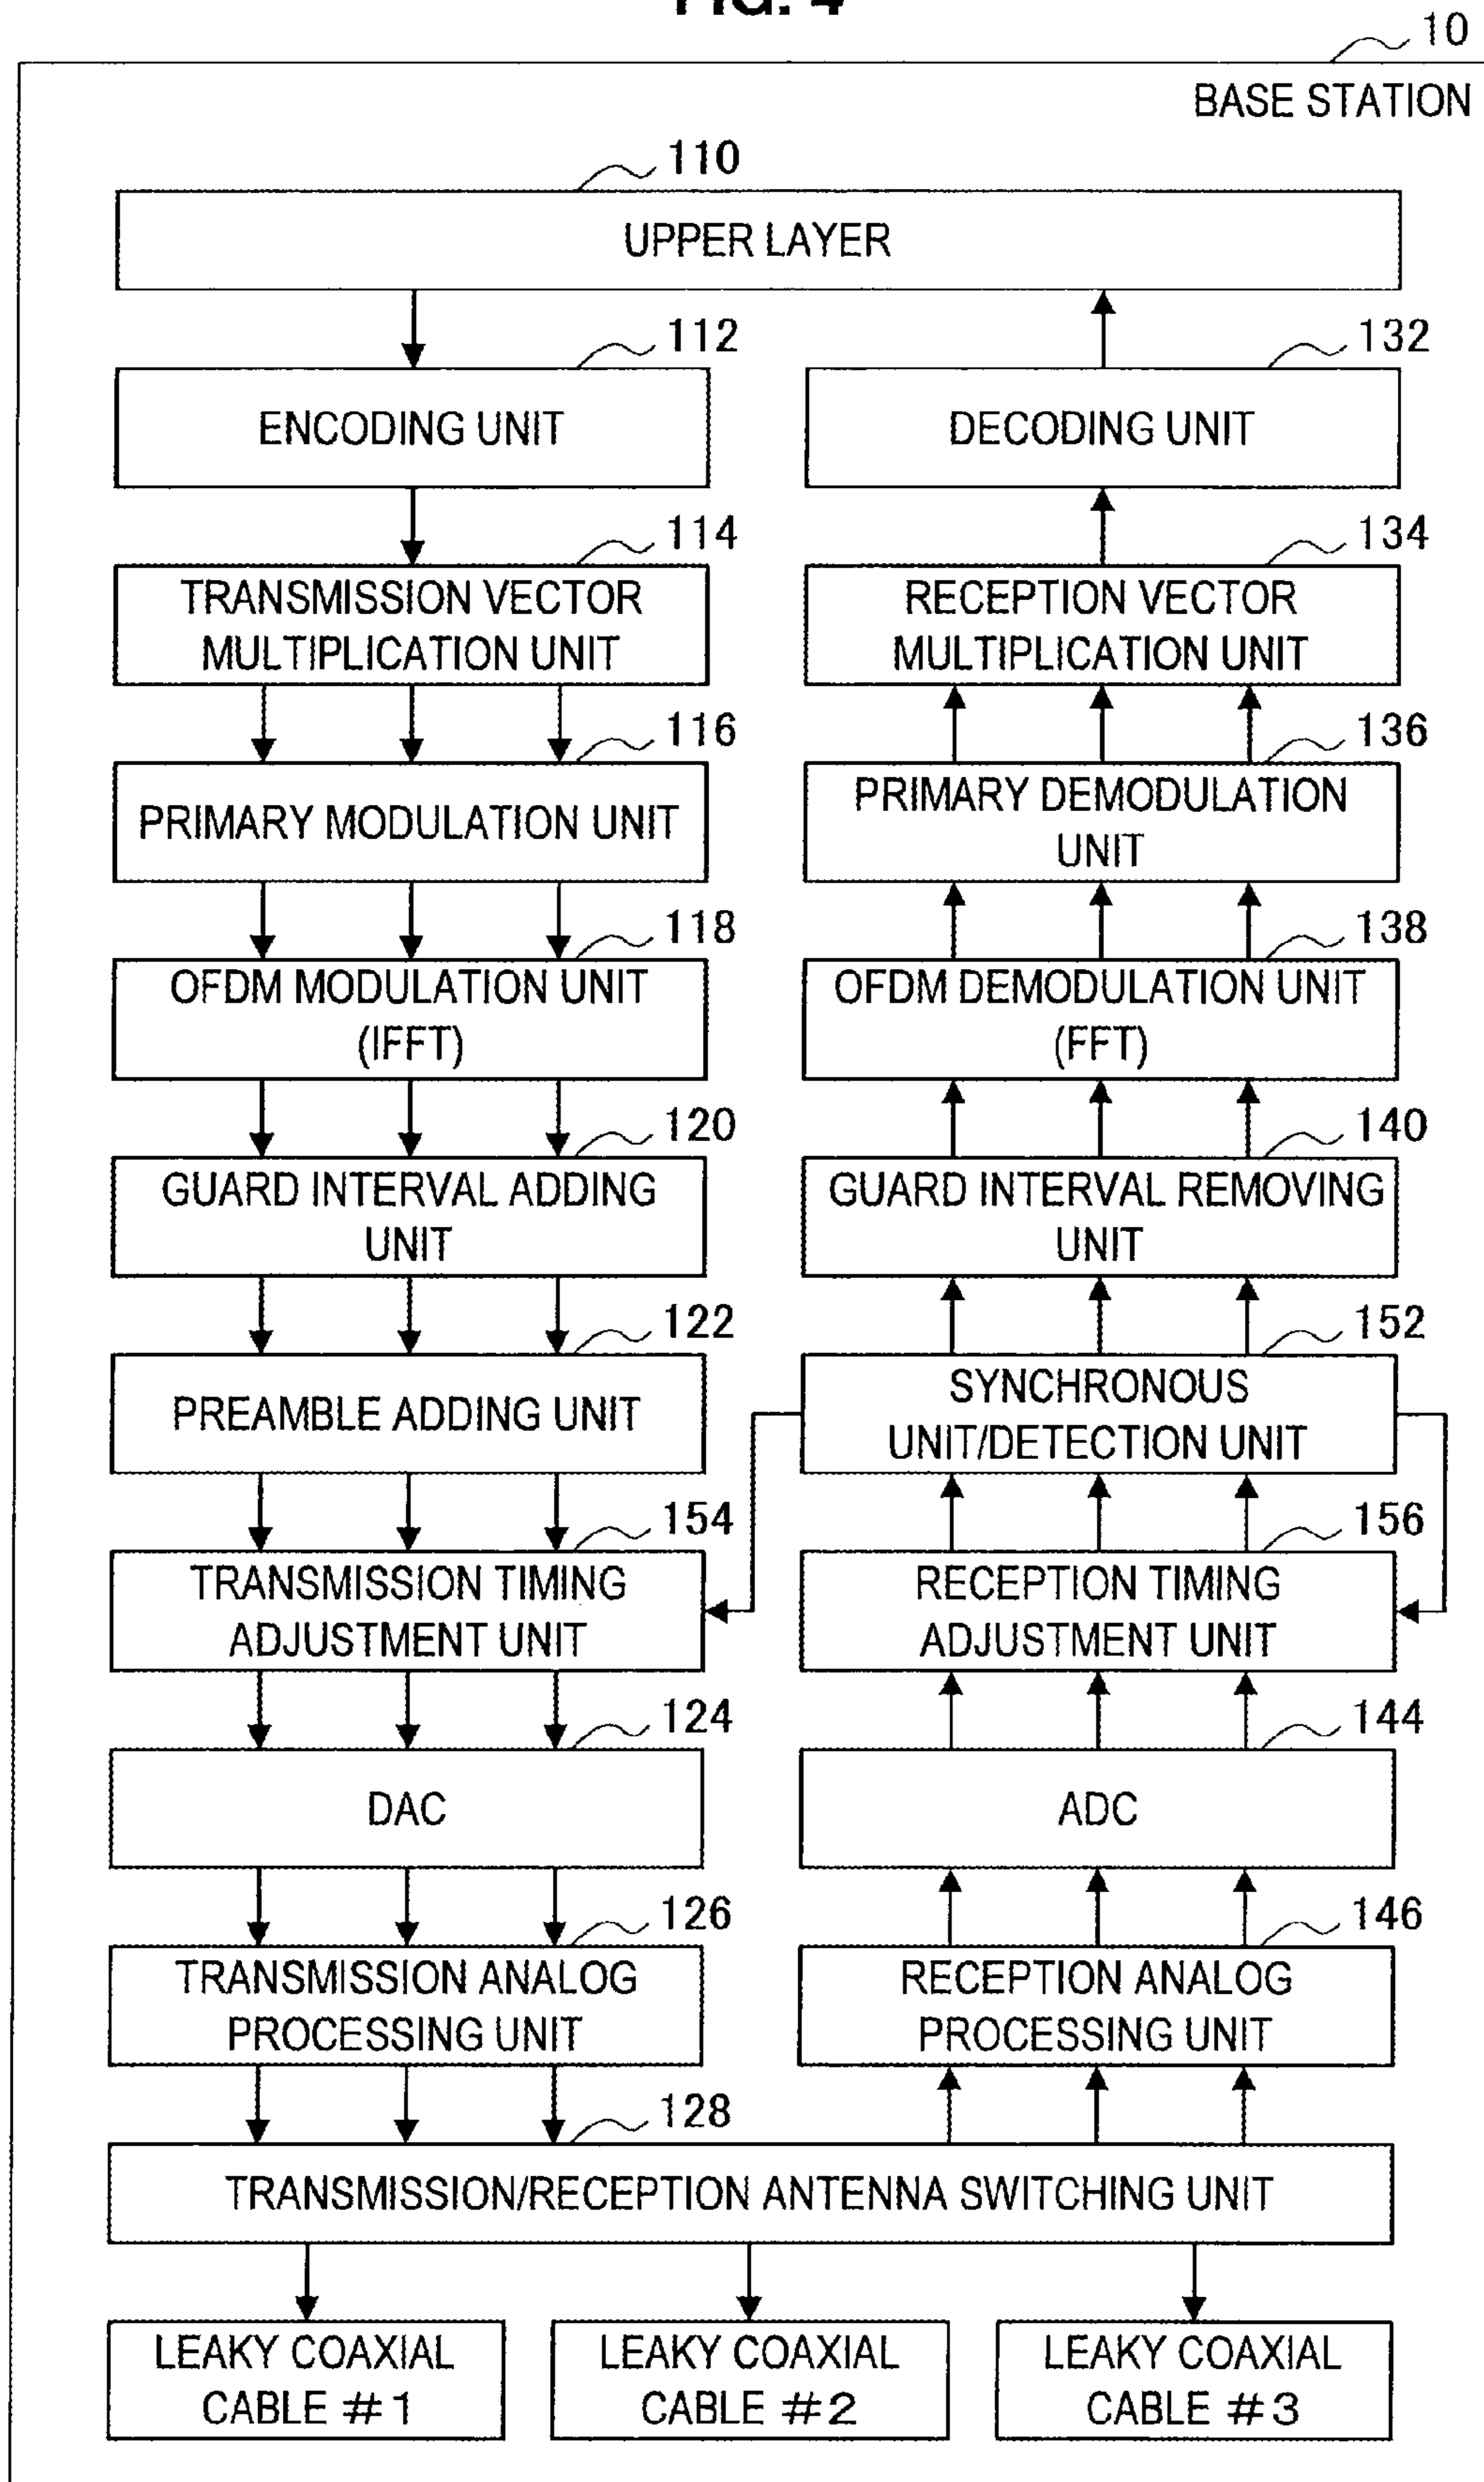 FIG. 4
10
BASE STATION
110
UPPER LAYER
112
132
ENCODING UNIT
DECODING UNIT
114
134
TRANSMISSION VECTOR
MULTIPLICATION UNIT
RECEPTION VECTOR
MULTIPLICATION UNIT
116
136
PRIMARY MODULATION UNIT
PRIMARY DEMODULATION
UNIT
118
138
OFDM MODULATION UNIT
(IFFT)
OFDM DEMODULATION UNIT
(FFT)
120
140
GUARD INTERVAL ADDING
UNIT
GUARD INTERVAL REMOVING
UNIT
122
152
PREAMBLE ADDING UNIT
SYNCHRONOUS
UNIT/DETECTION UNIT
154
156
TRANSMISSION TIMING
ADJUSTMENT UNIT
RECEPTION TIMING
ADJUSTMENT UNIT
124
144
DAC
ADC
126
146
TRANSMISSION ANALOG
PROCESSING UNIT
RECEPTION ANALOG
PROCESSING UNIT
128
TRANSMISSION/RECEPTION ANTENNA SWITCHING UNIT
LEAKY COAXIAL
CABLE #1
LEAKY COAXIAL
CABLE #2
LEAKY COAXIAL
CABLE #3